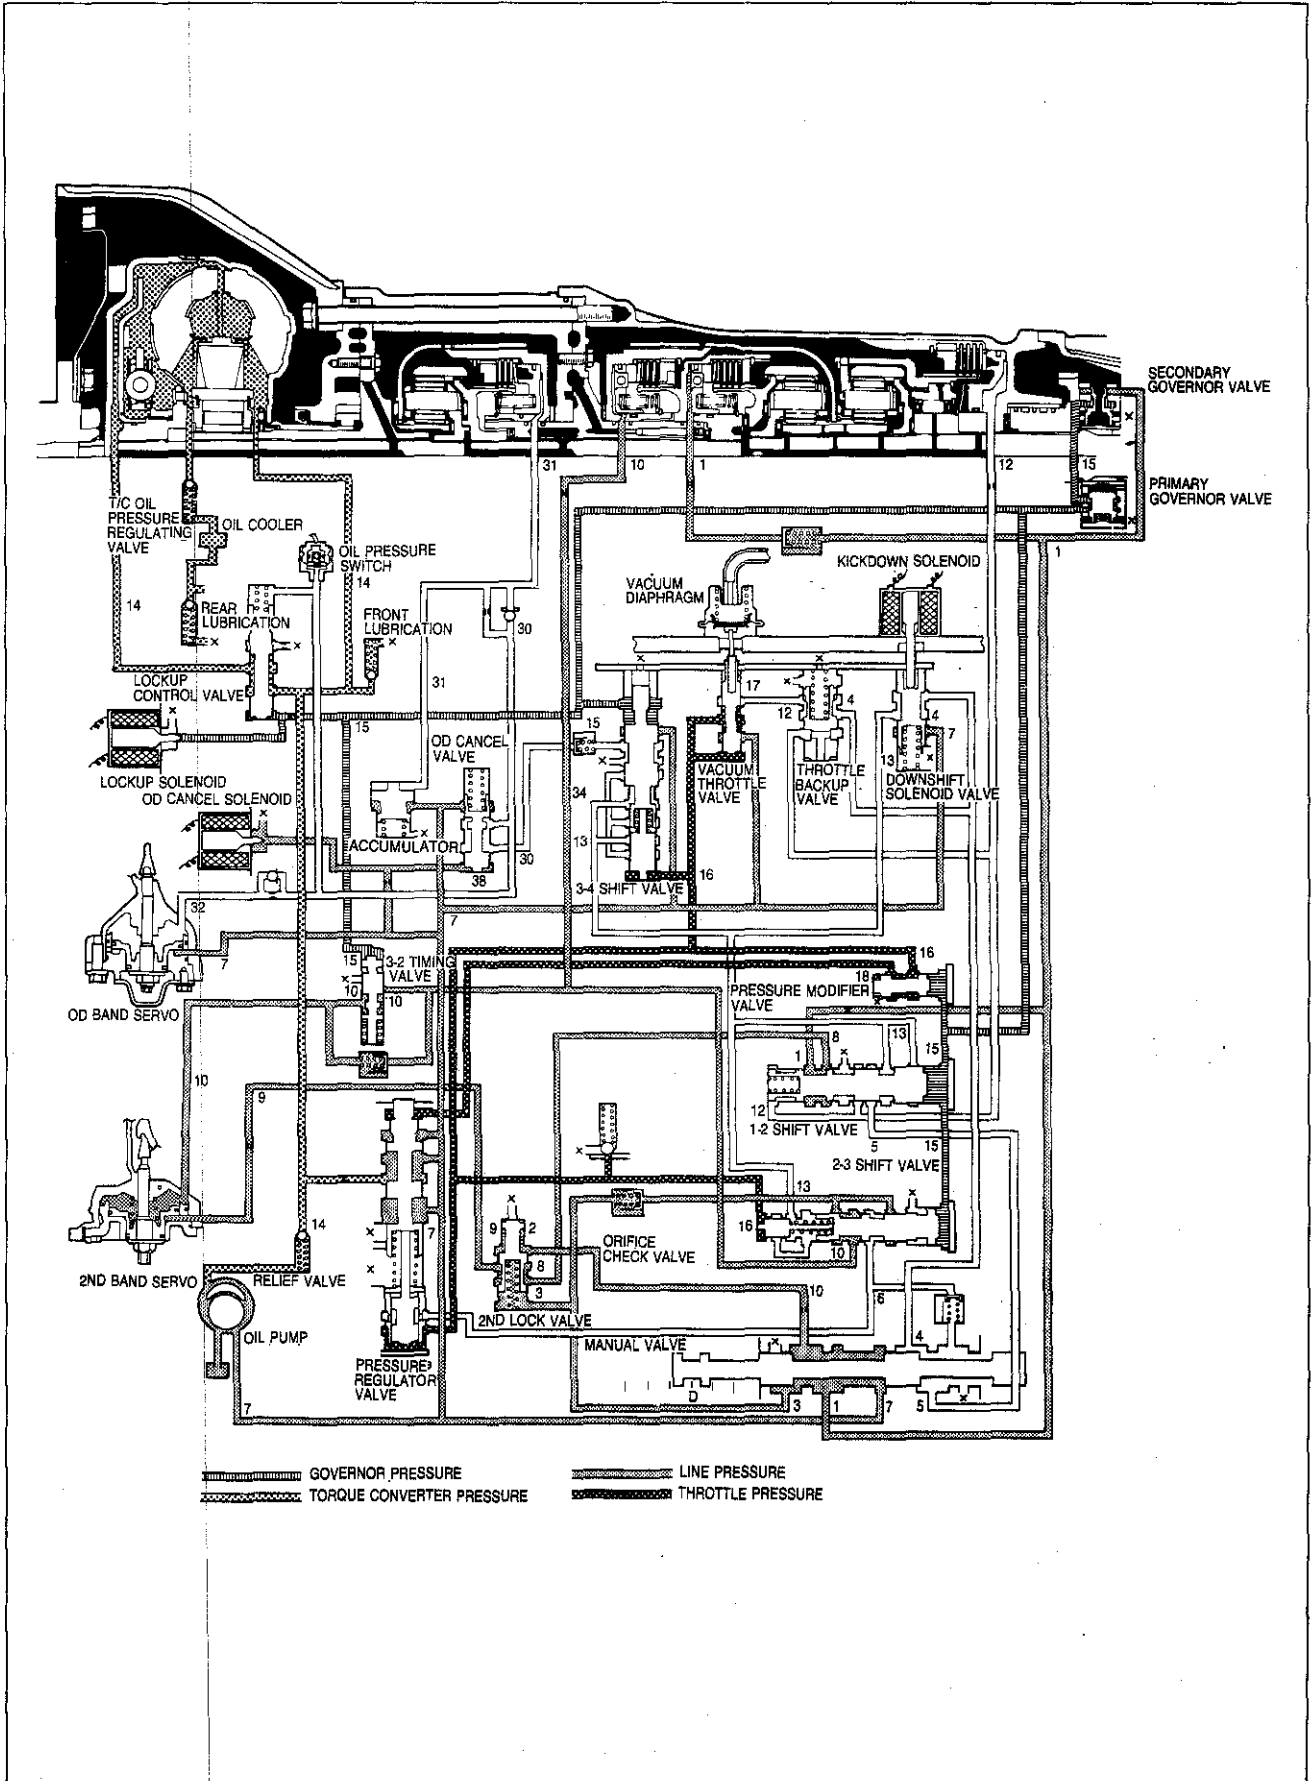 SECONDARY
GOVERNOR VALVE
31
10
1
12
15
PRIMARY
GOVERNOR VALVE
T/C OIL
PRESSURE
REGULATING
VALVE
OIL COOLER
OIL PRESSURE
SWITCH
14
1
KICKDOWN SOLENOID
VACUUM
DIAPHRAGM
14
REAR
LUBRICATION
FRONT
LUBRICATION
30
LOCKUP
CONTROL VALVE
31
17
4
12
14
7
13
15
15
OD CANCEL
VALVE
LOCKUP SOLENOID
VACUUM
THROTTLE
VALVE
THROTTLE
BACKUP
VALVE
DOWNSHIFT
SOLENOID VALVE
OD CANCEL SOLENOID
34
13
ACCUMULATOR
30
38
3-4 SHIFT VALVE
16
32
7
7
15
3-2 TIMING
VALVE
10
10
16
18
PRESSURE MODIFIER
VALVE
OD BAND SERVO
10
9
1
8
13
15
12
1-2 SHIFT VALVE
5
15
2-3 SHIFT VALVE
13
16
10
14
7
9
2
8
3
ORIFICE
CHECK VALVE
2ND BAND SERVO
RELIEF VALVE
10
6
2ND LOCK VALVE
OIL PUMP
MANUAL VALVE
4
PRESSURE
REGULATOR
VALVE
D
7
3
1
7
5
GOVERNOR PRESSURE
LINE PRESSURE
TORQUE CONVERTER PRESSURE
THROTTLE PRESSURE